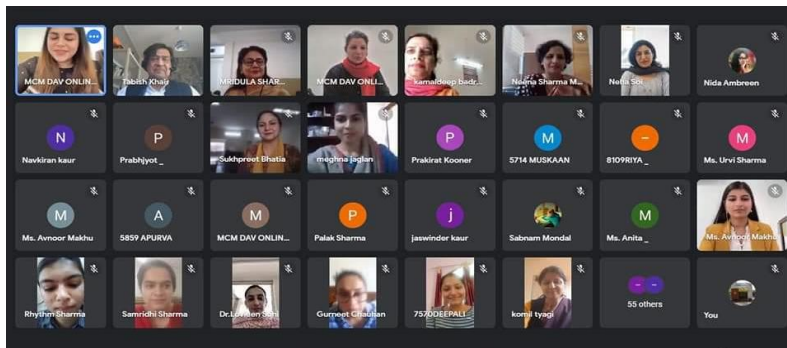 MCM DAV ONLIN...
Tabish Khair
MRIDULA SHAR...
MCM DAV ONLI...
kamaldeep badr...
Neena Sharma M...
Neha
Nida Ambreen
N
Navkiran kaur
P
Prabhjyot _
Sukhpreet Bhatia
meghna jaglan
P
Prakirat Kooner
M
5714 MUSKAAN
8109RIYA _
M
Ms. Urvi Sharma
M
Ms. Avnoor Makhu
A
5859 APURVA
M
MCM DAV ONLIN...
P
Palak Sharma
j
jaswinder kaur
Sabnam Mondal
M
Ms. Anita _
Ms. Avnoor Makhu
Rhythm Sharma
Samridhi Sharma
Gurneet Chauhan
7570DEEPALI
komil tyagi
55 others
You